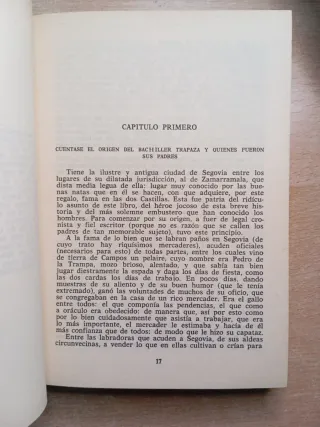 CAPITULO PRIMERO
CUENTASE EL ORIGEN DEL BACHILLER TRAPAZA Y QUIENES FUERON
SUS PADRES
Tiene la ilustre y antigua ciudad de Segovia entre los
lugares de su dilatada jurisdicción, al de Zamarramala, que
dista media legua de ella: lugar muy conocido por las bue-
nas natas que en él se hacen, con que adquiere, por este
regalo, fama en las dos Castillas. Esta fue patria del ridícu-
lo asunto de este libro, del héroe jocoso de esta breve his-
toria y del más solemne embustero que han conocido los
hombres. Para comenzar por su origen, a fuer de legal cro-
nista y fiel escritor (porque no es razón que se callen los
padres de tan memorable sujeto), tuvo este principio.
A la fama de lo bien que se labran paños en Segovia (de
cuyo trato hay riquísimos mercaderes), acuden oficiales
(necesarios para esto) de todas partes, entre los cuales vino
de tierra de Campos un pelaire, cuyo nombre era Pedro de
la Trampa, mozo brioso, alentado, y que sabía tan bien
jugar diestramente la espada y daga los días de fiesta, como
las dos cardas los días de trabajo. En pocos días, dando
muestras de su aliento y de su buen humor (que le tenía
extremado), ganó las voluntades de muchos de su oficio, que
se congregaban en la casa de un rico mercader. Era el gallo
entre todos: el que componía las pendencias, el que como
a oráculo era obedecido: de manera que, así por esto como
por lo bien cuidadosamente que asistía a trabajar, que era
lo más importante, el mercader le estimaba y hacía de él
más confianza que de todos: de modo que le hizo su capataz.
Entre las labradoras que acuden a Segovia, de sus aldeas
circunvecinas, a vender lo que en ellas cultivan o crían para
17